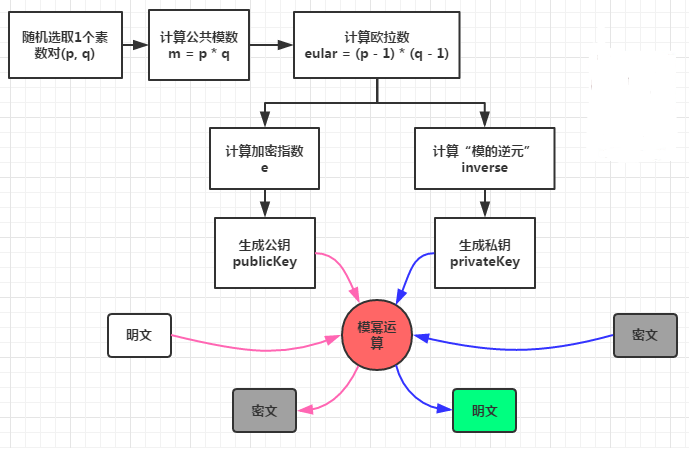 随机选取1个素
数对(p, q)
计算公共模数
m = p * q
计算欧拉数
eular = (p - 1) * (q - 1)
计算加密指数
e
计算“模的逆元”
inverse
生成公钥
publicKey
生成私钥
privateKey
明文
模幂运
算
密文
密文
明文